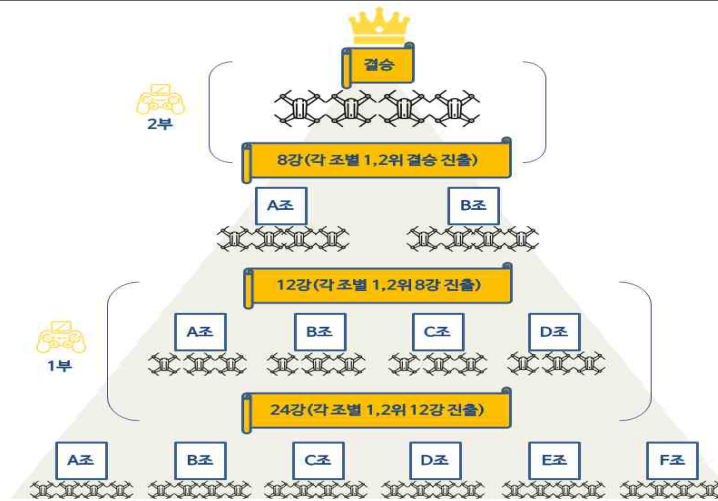 결승
2부
8강(각 조별 1,2위 결승 진출)
A조
B조
12강(각 조별 1,2위 8강 진출)
A조
B조
C조
D조
1부
24강(각 조별 1,2위 12강 진출)
A조
B조
C조
D조
E조
F조